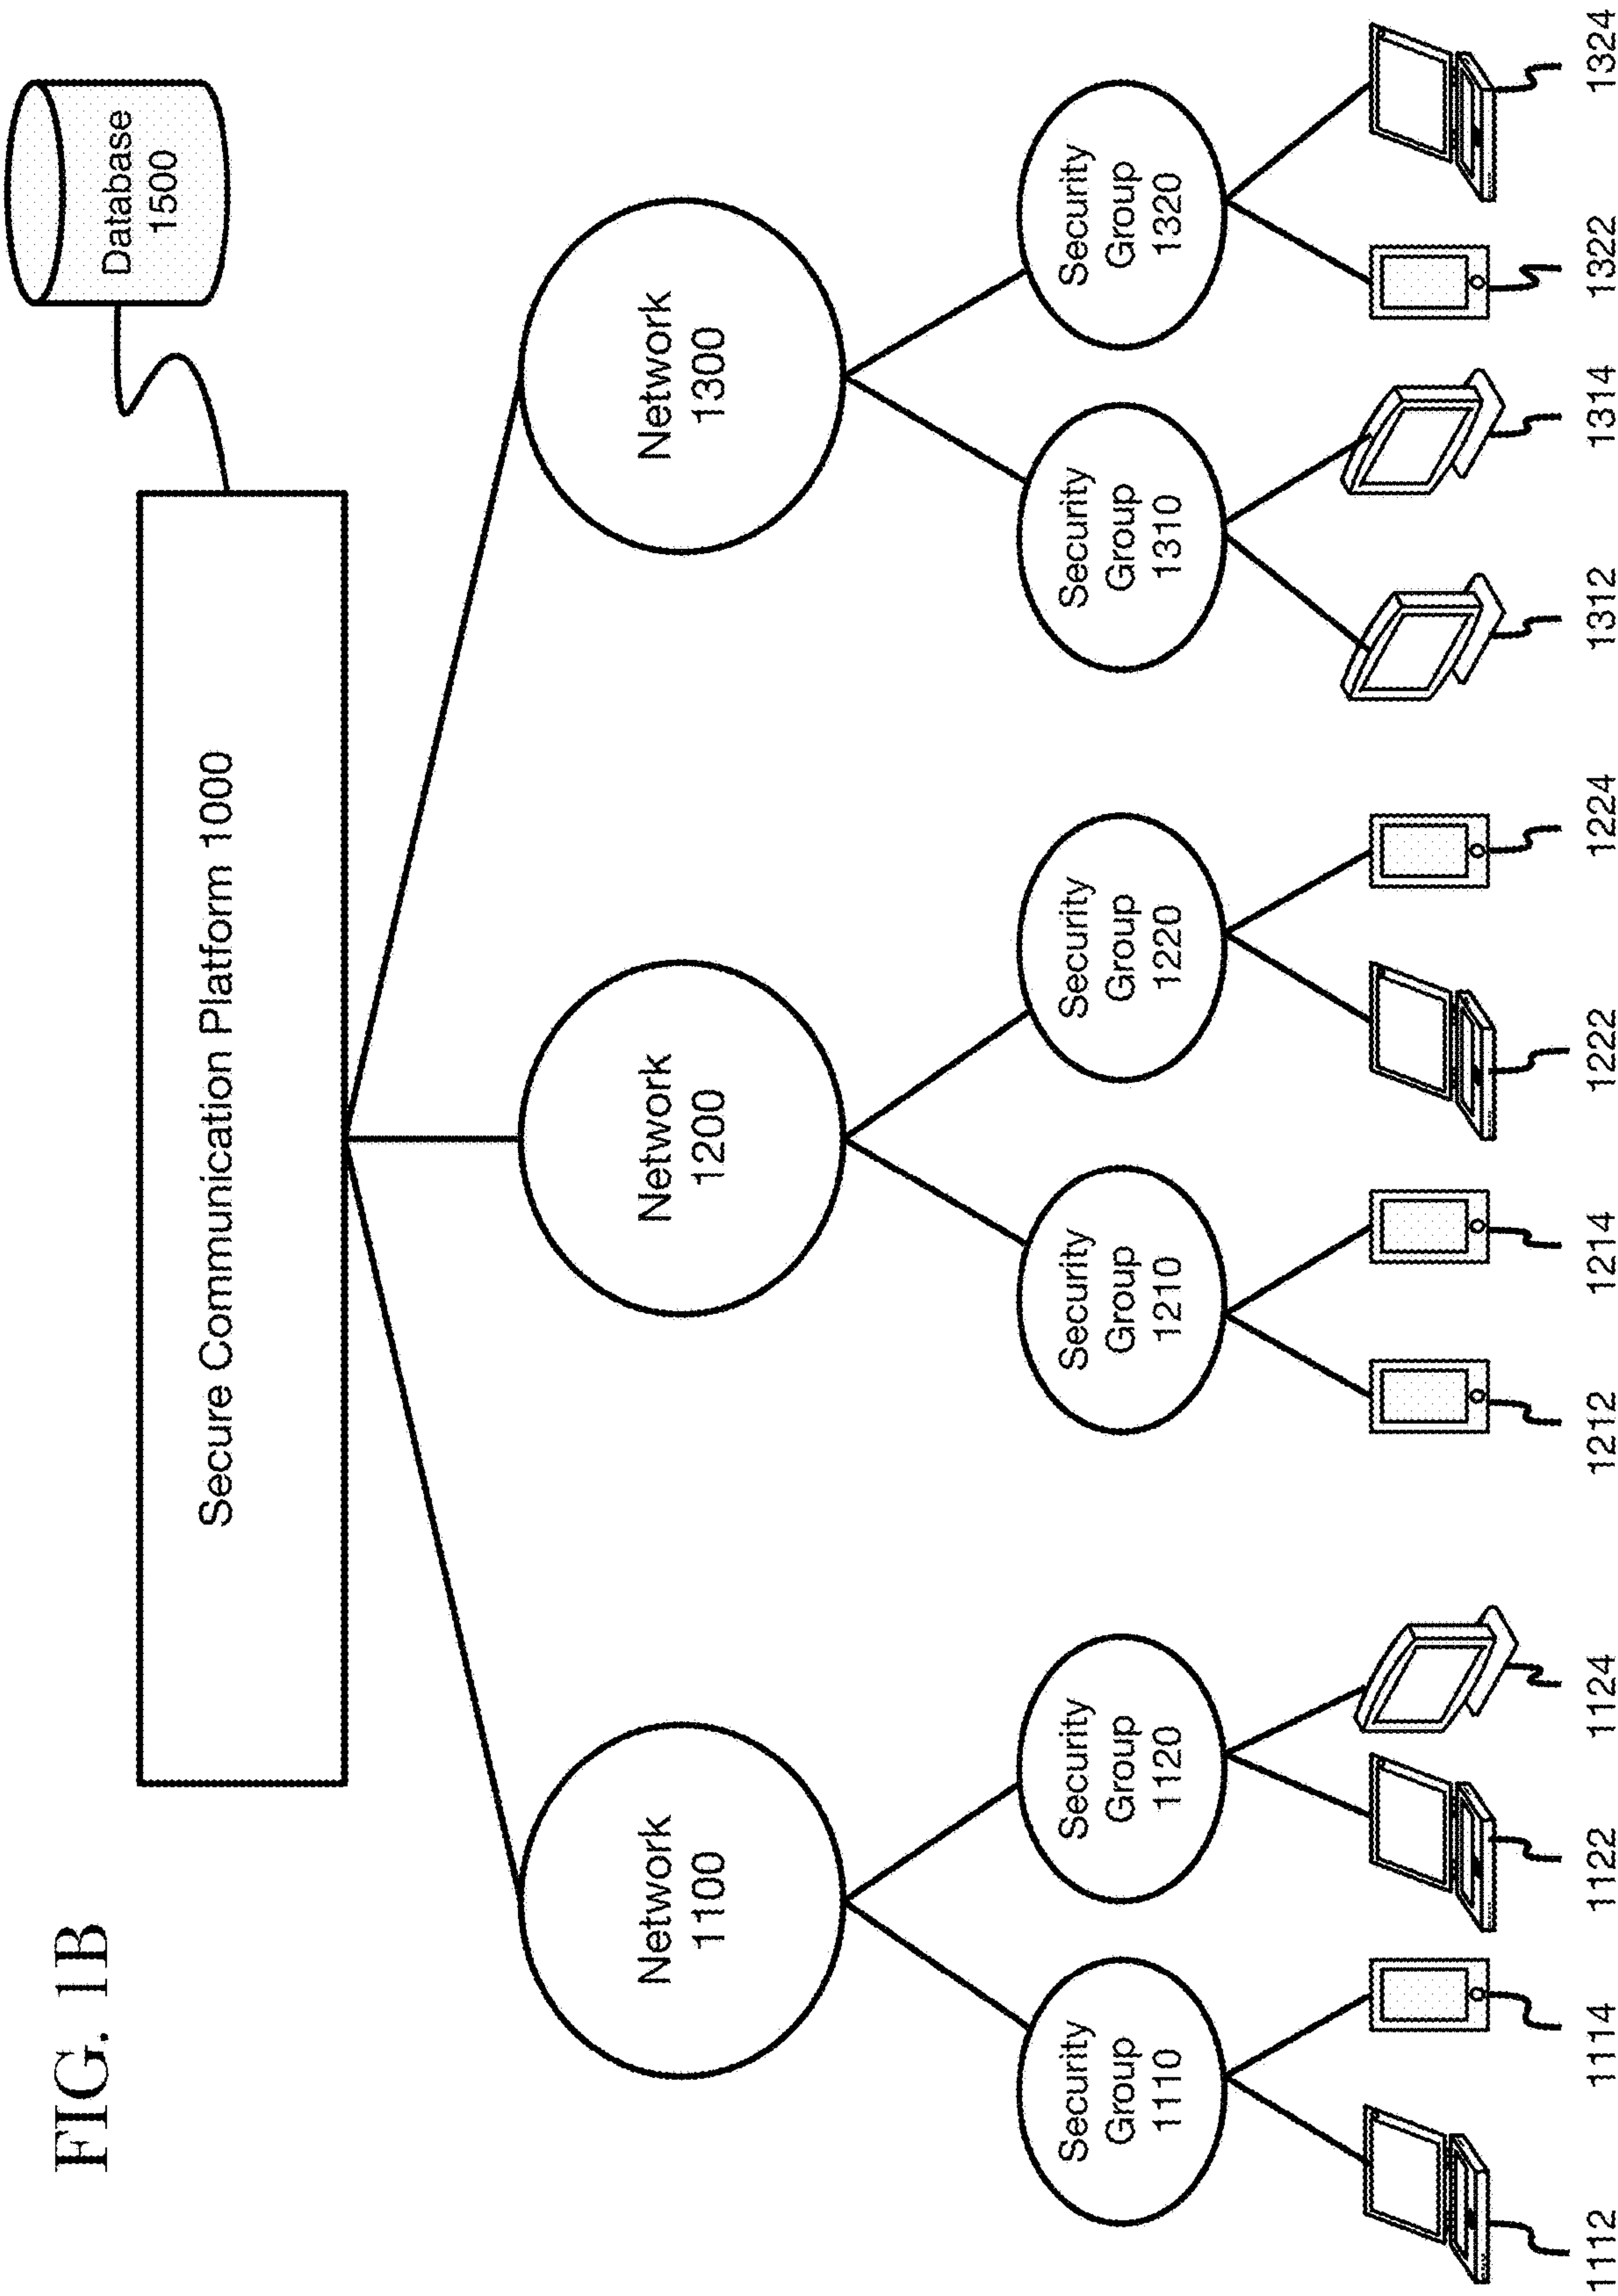 FIG. 1B
Database
1500
Secure Communication Platform 1000
Network
1100
Network
1200
Network
1300
Security
Group
1110
Security
Group
1120
Security
Group
1210
Security
Group
1220
Security
Group
1310
Security
Group
1320
1112
1114
1122
1124
1212
1214
1222
1224
1312
1314
1322
1324